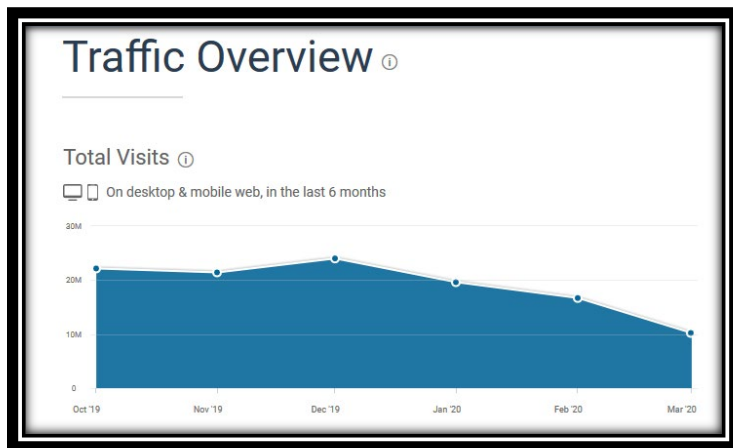 Traffic Overview
Total Visits
On desktop & mobile web, in the last 6 months
30M
20M
10M
0
Oct '19 Nov '19 Dec '19 Jan '20 Feb '20 Mar '20